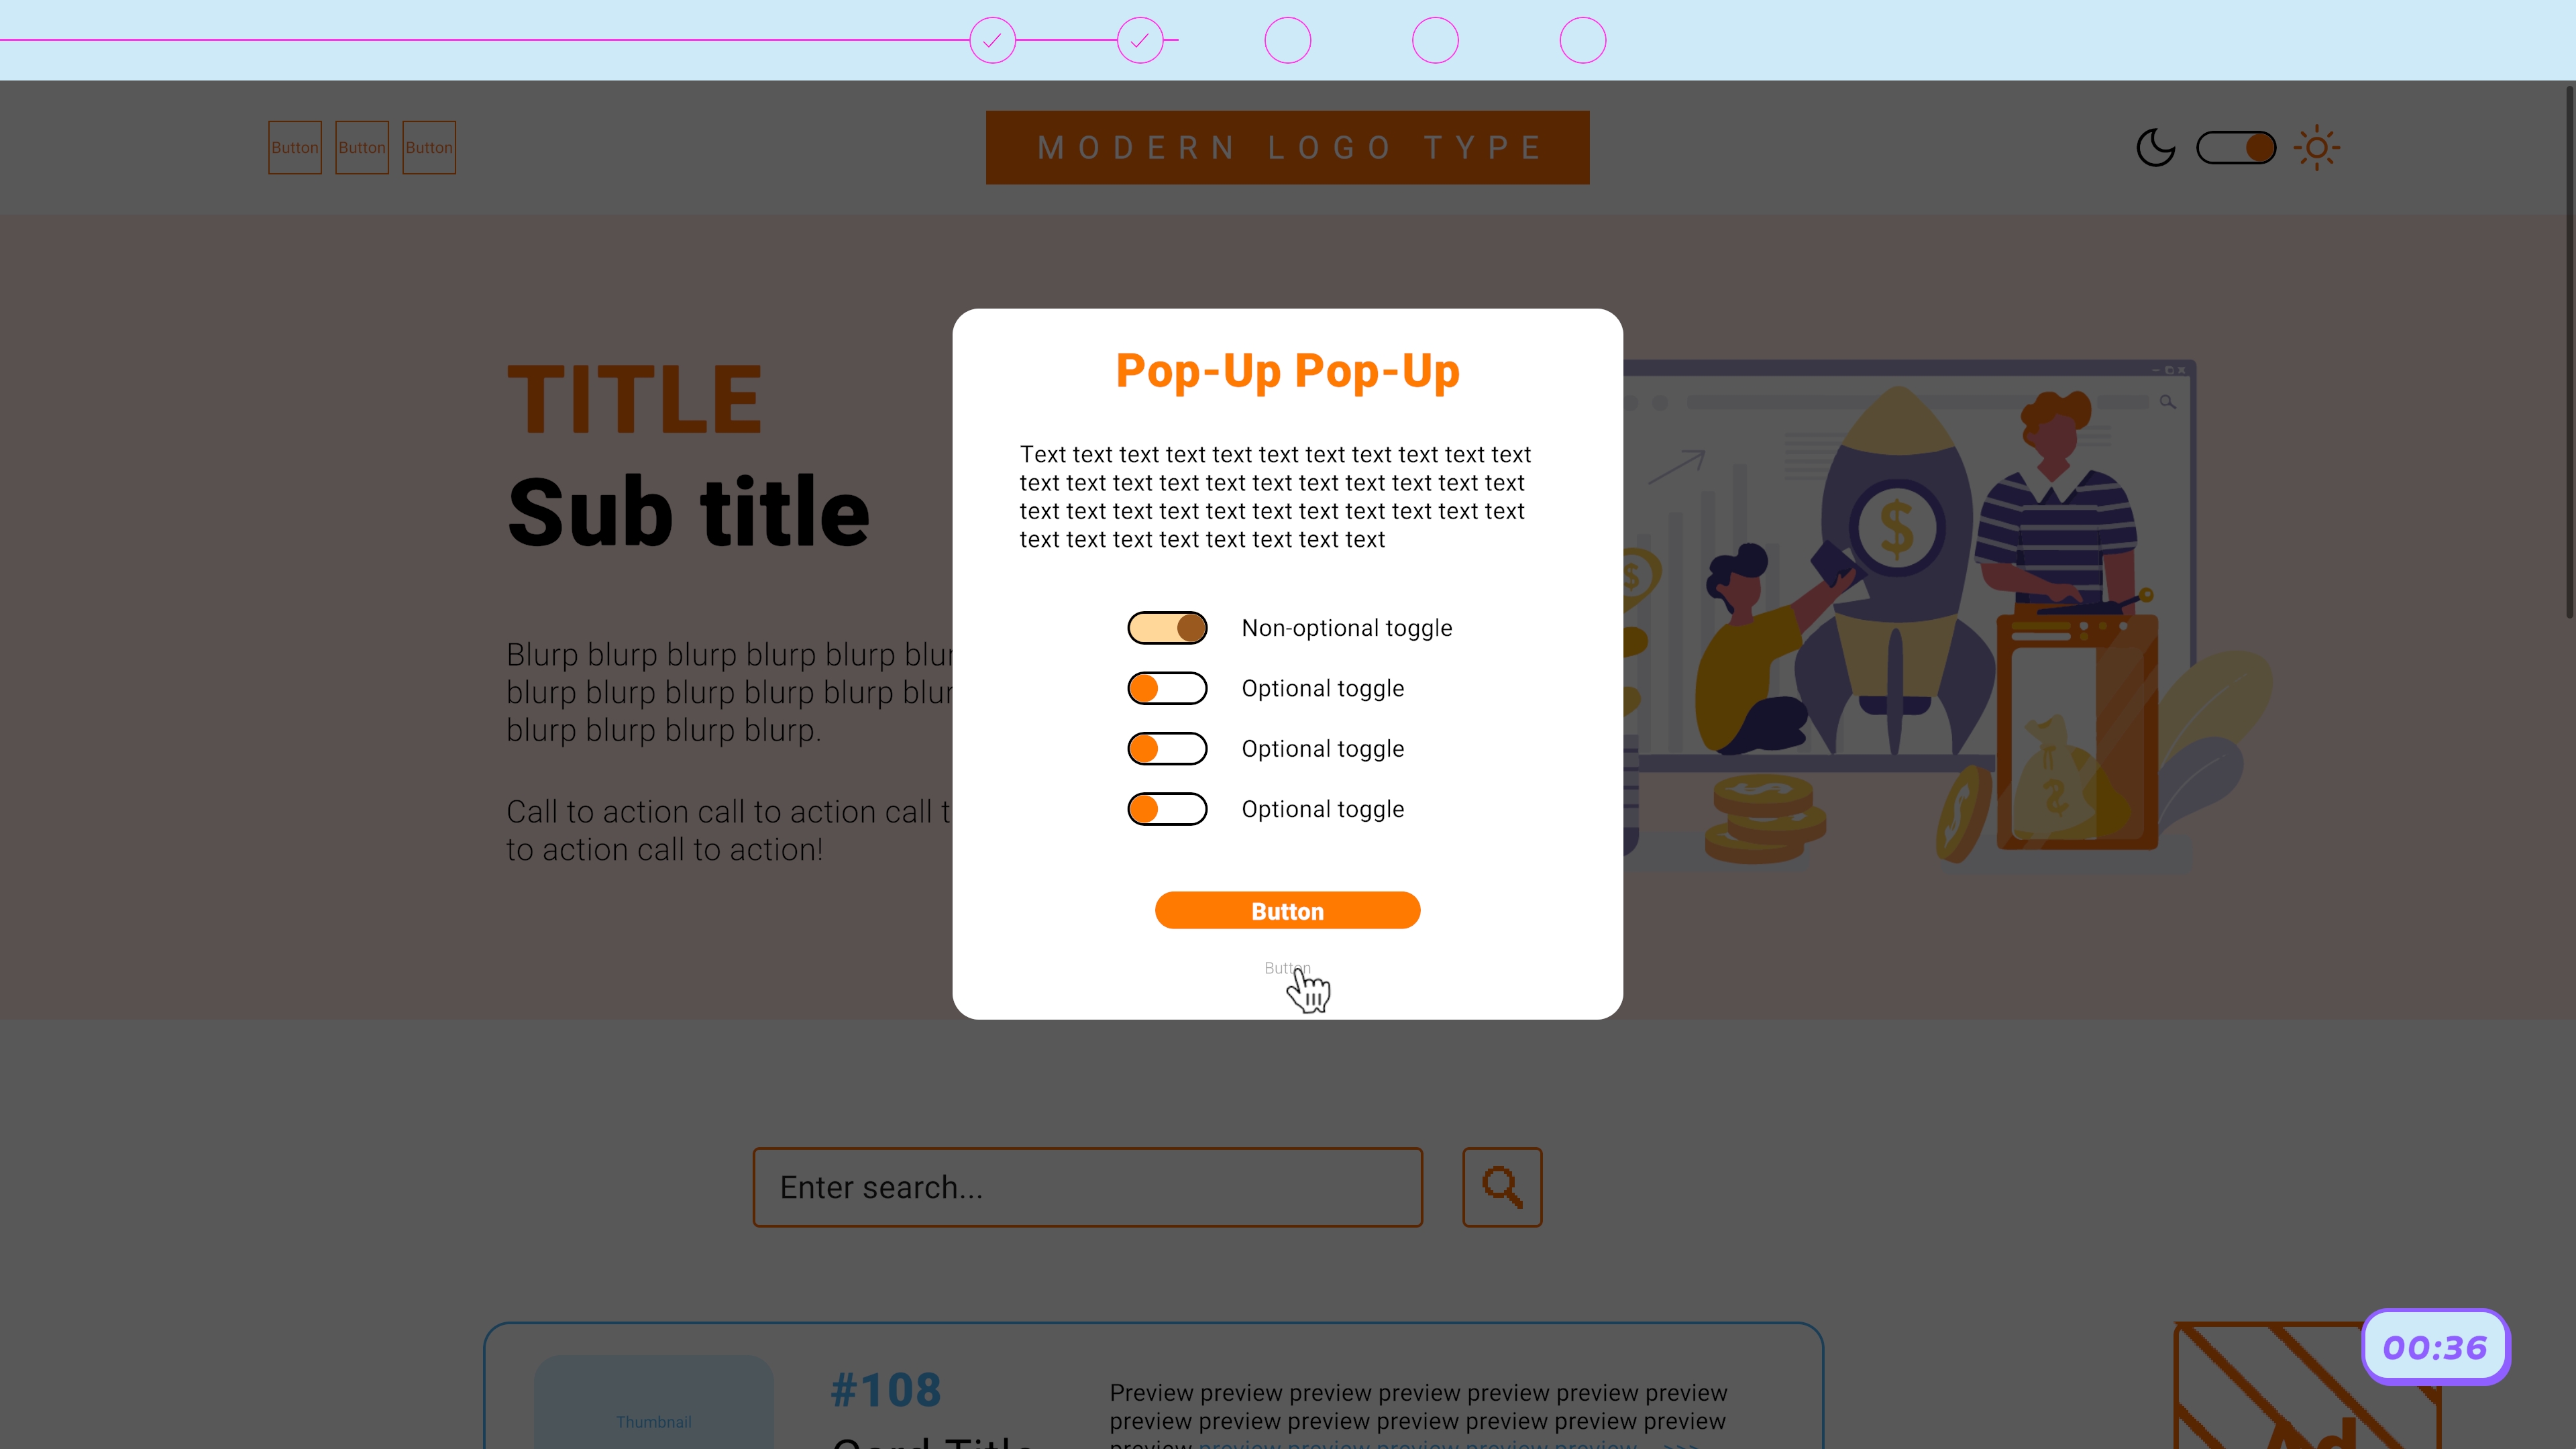 Button Button Button
MODERN LOGO TYPE
TITLE
Sub title
Blurp blurp blurp blurp blurp
blurp blurp blurp blurp blurp
blurp blurp blurp blurp.
Call to action call to action call
to action call to action!
Pop-Up Pop-Up
Text text text text text text text text text text text
text text text text text text text text text text text
text text text text text text text text text text text
text text text text text text text text
Non-optional toggle
Optional toggle
Optional toggle
Optional toggle
Button
Button
Enter search...
#108
Thumbnail
Card Title
Preview preview preview preview preview preview preview
preview preview preview preview preview preview preview
preview preview preview preview preview preview... >>>
Ad
00:36